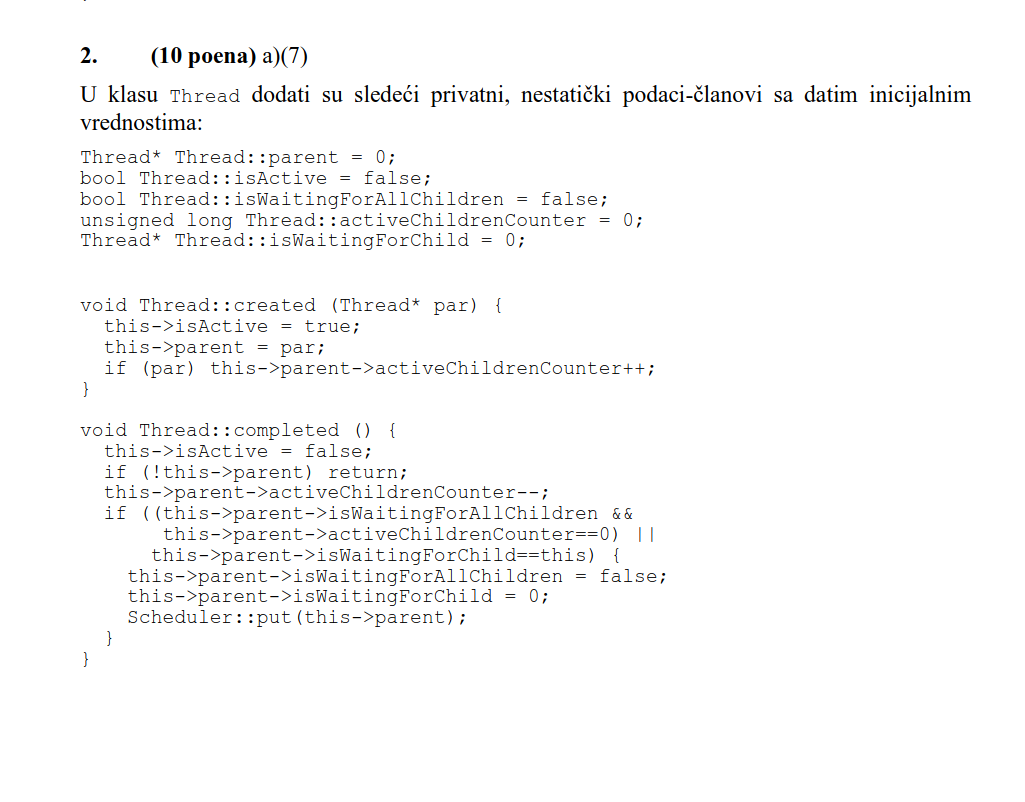 2. (10 poena) a)(7)
U klasu Thread dodati su sledeći privatni, nestatički podaci-članovi sa datim inicijalnim
vrednostima:
Thread* Thread::parent = 0;
bool Thread::isActive = false;
bool Thread::isWaitingForAllChildren = false;
unsigned long Thread::activeChildrenCounter = 0;
Thread* Thread::isWaitingForChild = 0;
void Thread::created (Thread* par) {
  this->isActive = true;
  this->parent = par;
  if (par) this->parent->activeChildrenCounter++;
}
void Thread::completed () {
  this->isActive = false;
  if (!this->parent) return;
  this->parent->activeChildrenCounter--;
  if ((this->parent->isWaitingForAllChildren &&
       this->parent->activeChildrenCounter==0) ||
      this->parent->isWaitingForChild==this) {
    this->parent->isWaitingForAllChildren = false;
    this->parent->isWaitingForChild = 0;
    Scheduler::put(this->parent);
  }
}